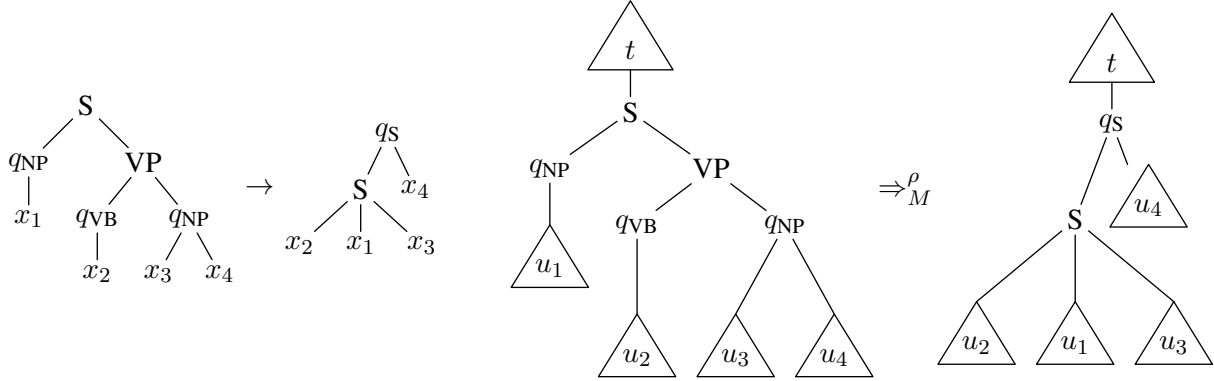 S
q_NP VP
x_1 q_VB q_NP
x_2 x_3 x_4
→
q_S
S x_4
x_2 x_1 x_3
t
S
q_NP VP
u_1 q_VB q_NP
u_2 u_3 u_4
⇒^ρ_M
t
q_S
S u_4
u_2 u_1 u_3